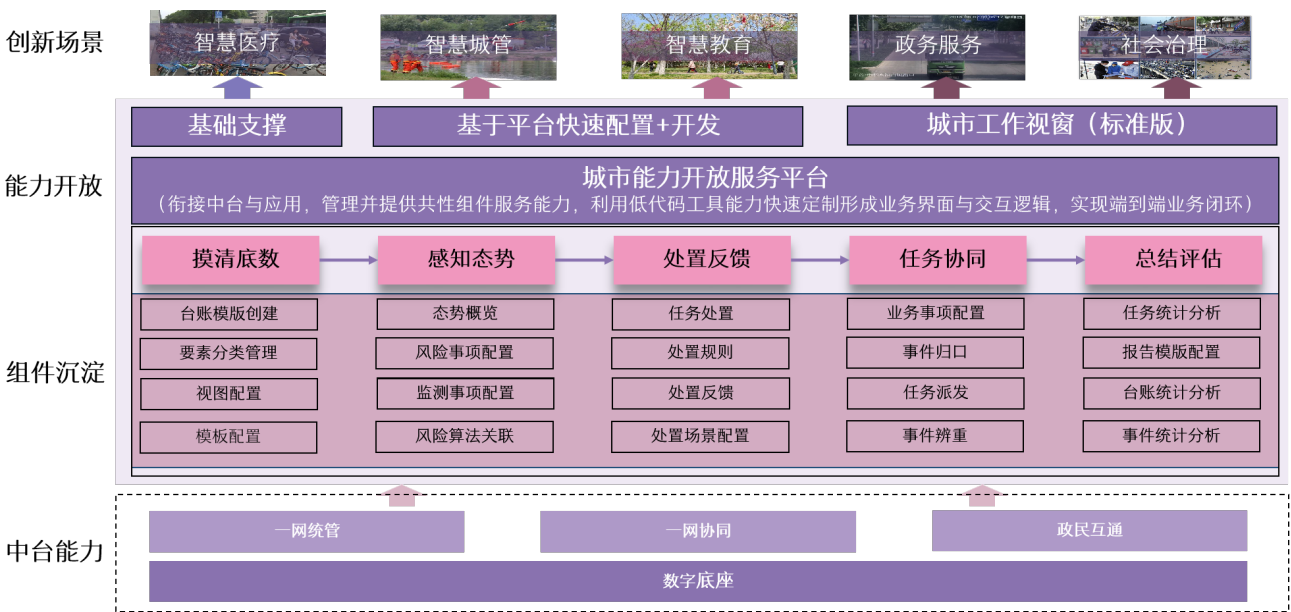 创新场景
智慧医疗
智慧城管
智慧教育
政务服务
社会治理
基础支撑
基于平台快速配置+开发
城市工作视窗（标准版）
能力开放
城市能力开放服务平台
（衔接中台与应用，管理并提供共性组件服务能力，利用低代码工具能力快速定制形成业务界面与交互逻辑，实现端到端业务闭环）
摸清底数
感知态势
处置反馈
任务协同
总结评估
组件沉淀
台账模版创建
态势概览
任务处置
业务事项配置
任务统计分析
要素分类管理
风险事项配置
处置规则
事件归口
报告模版配置
视图配置
监测事项配置
处置反馈
任务派发
台账统计分析
模板配置
风险算法关联
处置场景配置
事件辨重
事件统计分析
中台能力
一网统管
一网协同
政民互通
数字底座